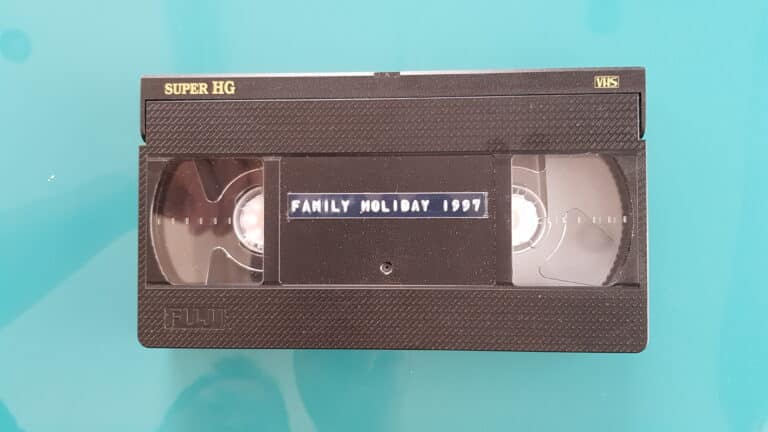 SUPER HG
VHS
FAMILY HOLIDAY 1997
FUJI